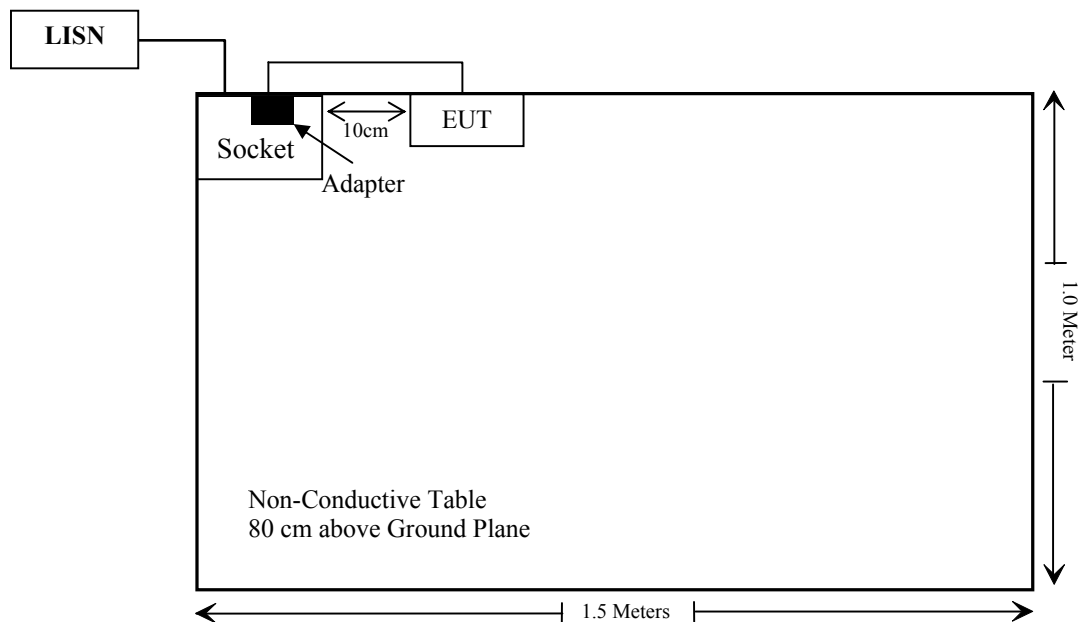 LISN
EUT
10cm
Socket
Adapter
1.0 Meter
Non-Conductive Table
80 cm above Ground Plane
1.5 Meters